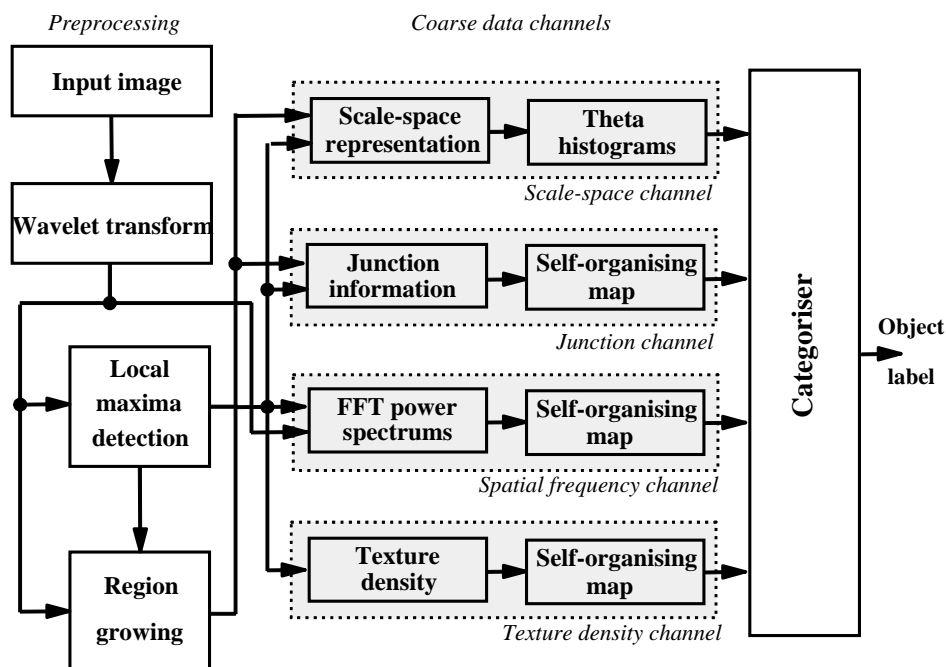 Preprocessing
Coarse data channels
Input image
Wavelet transform
Local
maxima
detection
Region
growing
Scale-space
representation
Theta
histograms
Scale-space channel
Junction
information
Self-organising
map
Junction channel
FFT power
spectrums
Self-organising
map
Spatial frequency channel
Texture
density
Self-organising
map
Texture density channel
Categoriser
Object
label